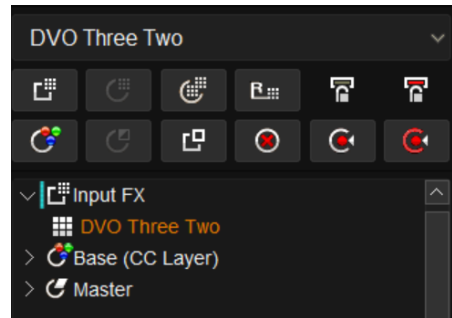 DVO Three Two
R
Input FX
DVO Three Two
Base (CC Layer)
Master